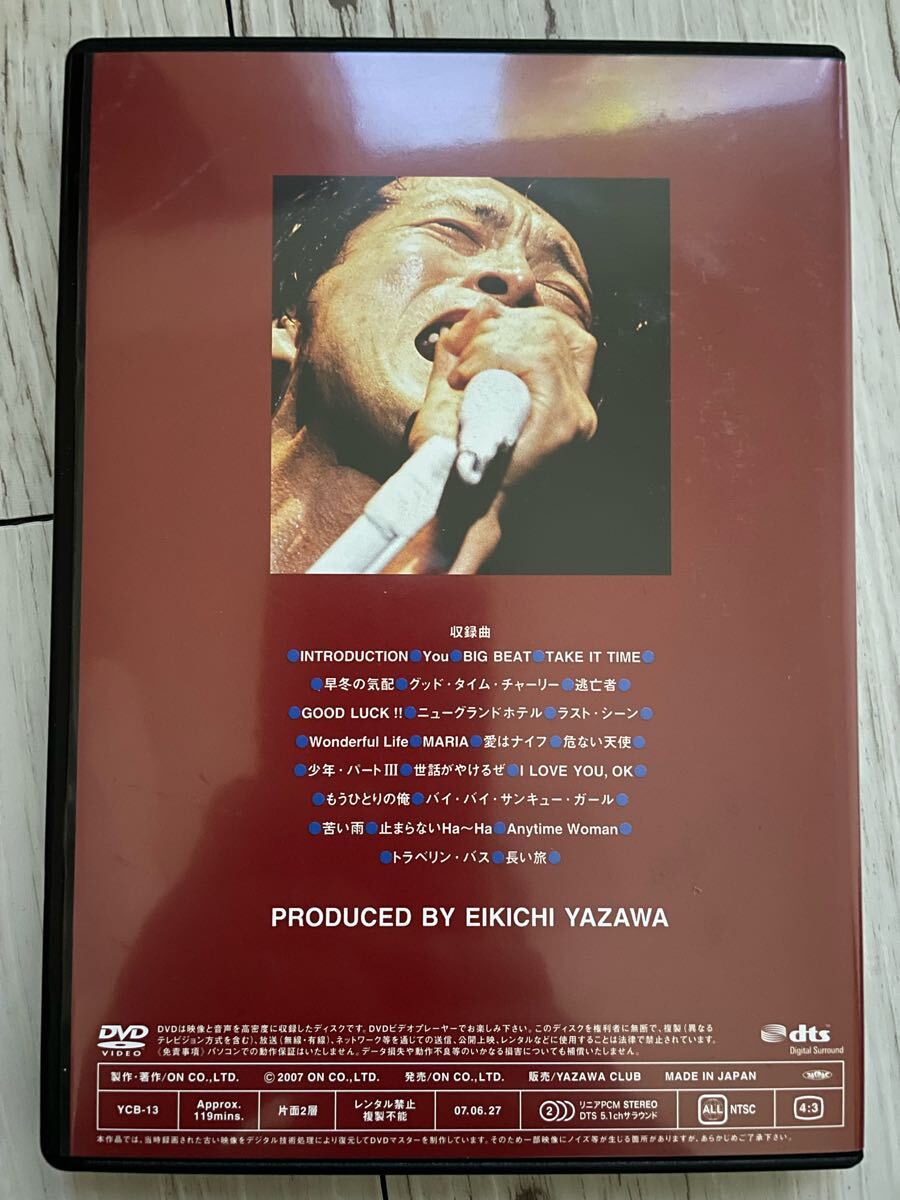 収録曲
●INTRODUCTION●You●BIG BEAT●TAKE IT TIME●
●早冬の気配●グッド・タイム・チャーリー●逃亡者●
●GOOD LUCK !!●ニューグランドホテル●ラスト・シーン●
●Wonderful Life●MARIA●愛はナイフ●危ない天使●
●少年・パートⅢ●世話がやけるぜ●I LOVE YOU, OK●
●もうひとりの俺●バイ・バイ・サンキュー・ガール●
●苦い雨●止まらないHa〜Ha●Anytime Woman●
●トラベリン・バス●長い旅●
PRODUCED BY EIKICHI YAZAWA
DVD VIDEO
DVDは映像と音声を高密度に収録したディスクです。DVDビデオプレーヤーでお楽しみ下さい。このディスクを権利者に無断で、複製(異なる
テレビジョン方式を含む)、放送(無線・有線)、ネットワーク等を通じての送信、公開上映、レンタルなどに使用することは法律で禁止されています。
《免責事項》パソコンでの動作保証はいたしません。データ損失や動作不良等のいかなる損害についても補償いたしません。
dts Digital Surround
製作・著作/ON CO., LTD. © 2007 ON CO., LTD. 発売/ON CO., LTD. 販売/YAZAWA CLUB MADE IN JAPAN
YCB-13 Approx. 119mins. 片面2層 レンタル禁止 複製不能 07.06.27 2 リニアPCM STEREO DTS 5.1chサラウンド ALL NTSC 4:3
本作品では、当時録画された古い映像をデジタル技術処理により復元してDVDマスターを制作しています。そのため一部映像にノイズ等が生じる箇所がありますが、あらかじめご了承下さい。